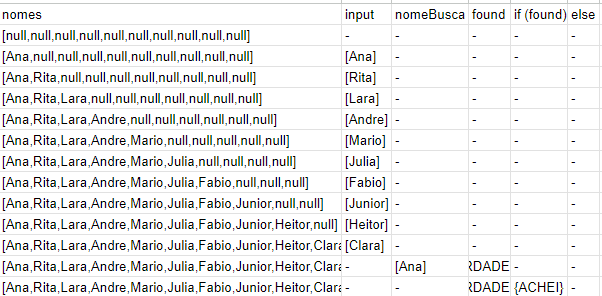 nomes input nomeBusca found if (found) else
[null,null,null,null,null,null,null,null,null,null] - - - - -
[Ana,null,null,null,null,null,null,null,null,null] [Ana] - - - -
[Ana,Rita,null,null,null,null,null,null,null,null] [Rita] - - - -
[Ana,Rita,Lara,null,null,null,null,null,null,null] [Lara] - - - -
[Ana,Rita,Lara,Andre,null,null,null,null,null,null] [Andre] - - - -
[Ana,Rita,Lara,Andre,Mario,null,null,null,null,null] [Mario] - - - -
[Ana,Rita,Lara,Andre,Mario,Julia,null,null,null,null] [Julia] - - - -
[Ana,Rita,Lara,Andre,Mario,Julia,Fabio,null,null,null] [Fabio] - - - -
[Ana,Rita,Lara,Andre,Mario,Julia,Fabio,Junior,null,null] [Junior] - - - -
[Ana,Rita,Lara,Andre,Mario,Julia,Fabio,Junior,Heitor,null] [Heitor] - - - -
[Ana,Rita,Lara,Andre,Mario,Julia,Fabio,Junior,Heitor,Clara [Clara] - - - -
[Ana,Rita,Lara,Andre,Mario,Julia,Fabio,Junior,Heitor,Clara - [Ana] RDADE - -
[Ana,Rita,Lara,Andre,Mario,Julia,Fabio,Junior,Heitor,Clara - - RDADE {ACHEI} -